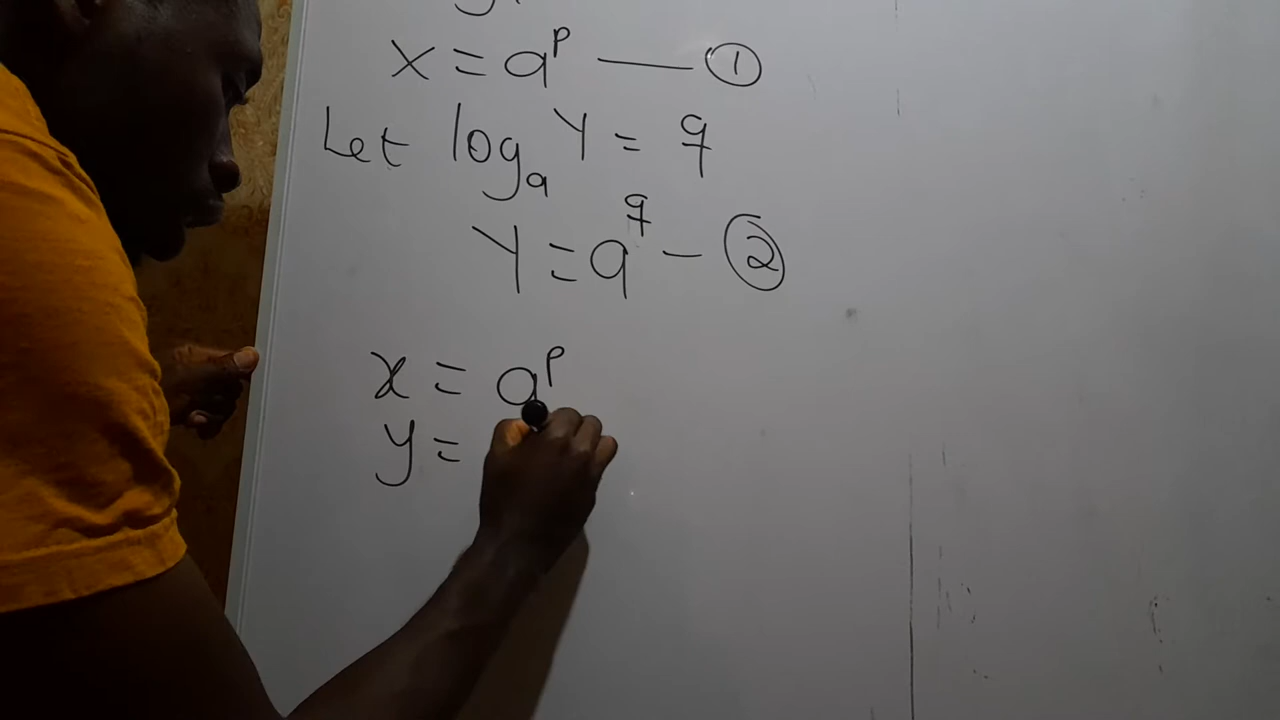 x = a^p — ①
Let log_a Y = q
Y = a^q — ②
x = a^p
y =